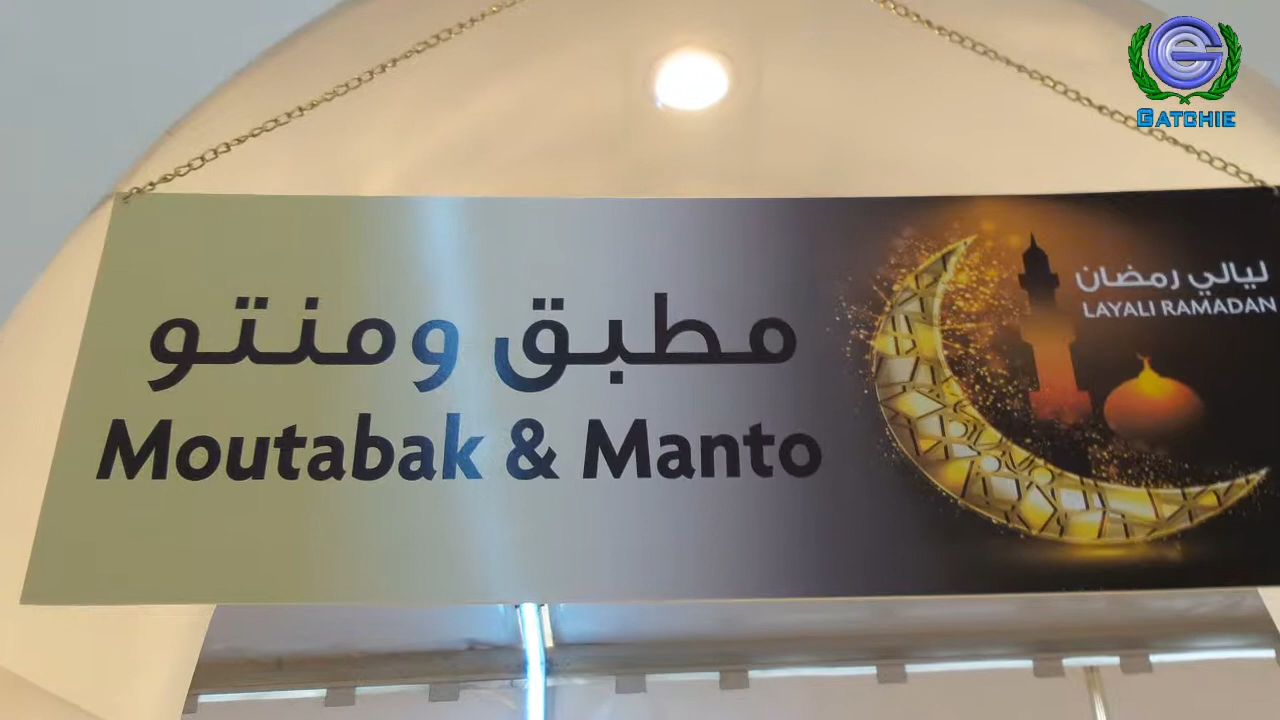 GATCHIE
ليالي رمضان
LAYALI RAMADAN
مطبق ومنتو
Moutabak & Manto